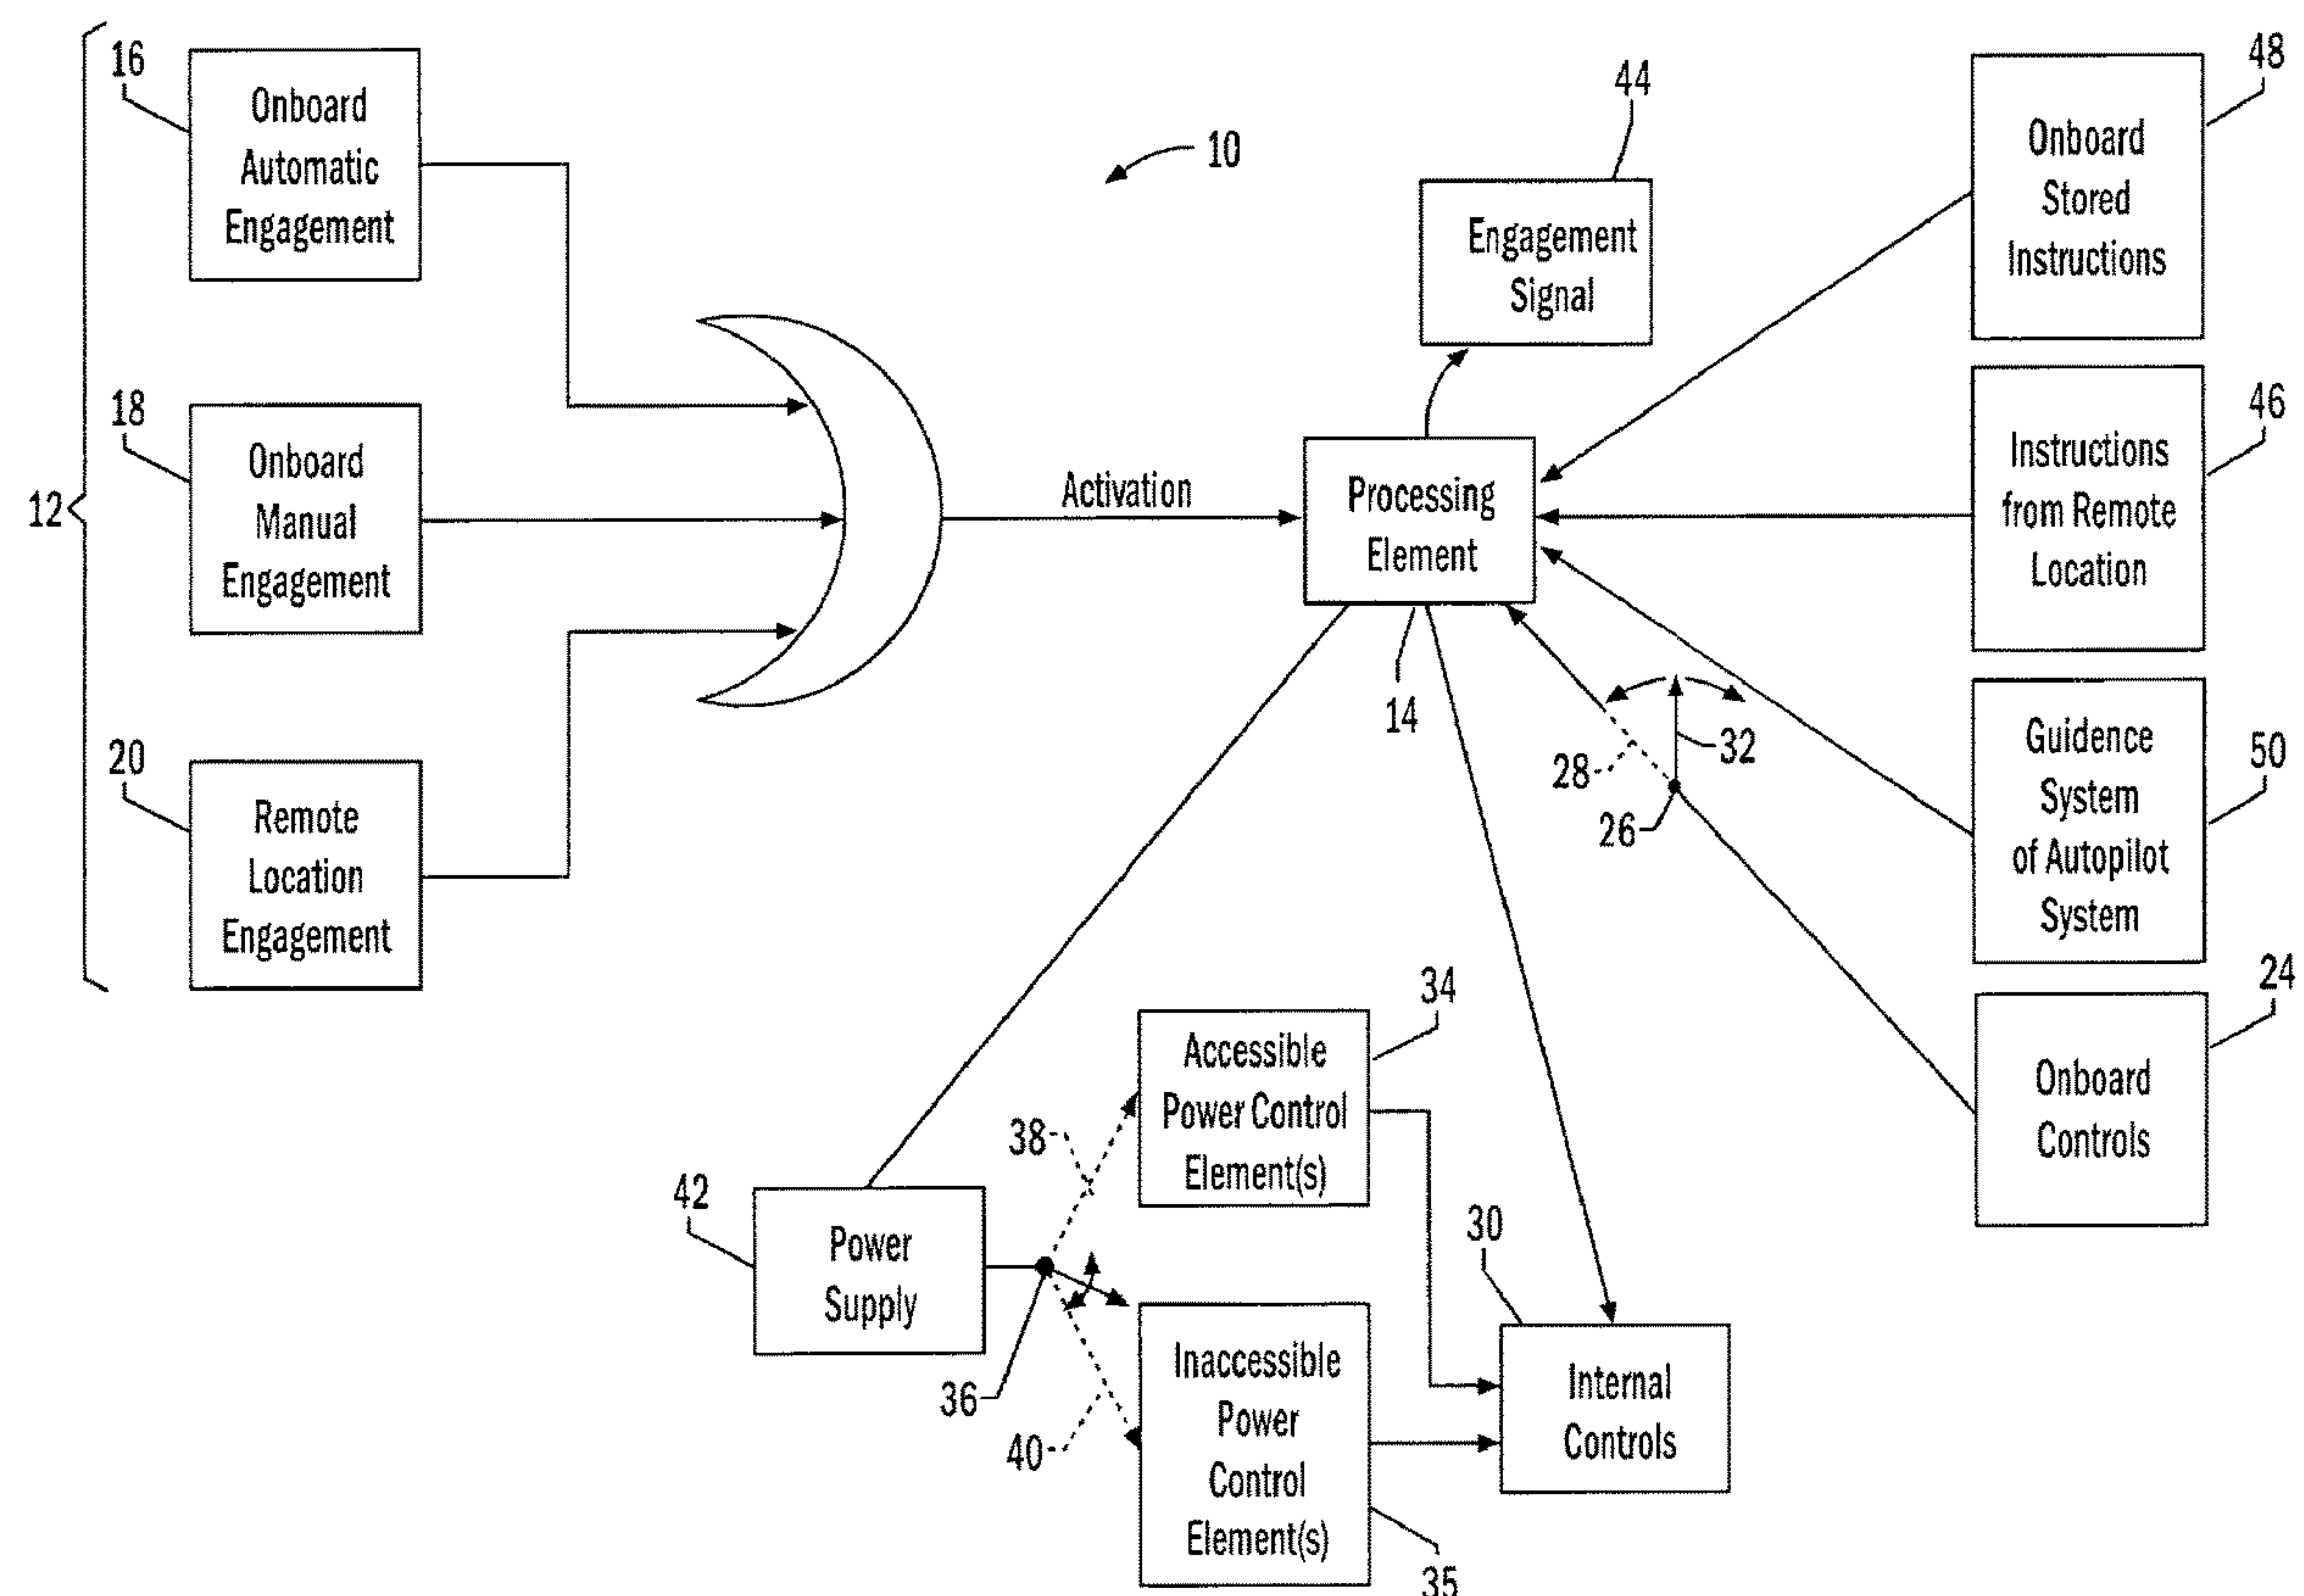 16
Onboard
Automatic
Engagement
18
Onboard
Manual
Engagement
12
20
Remote
Location
Engagement
10
Activation
44
Engagement
Signal
Processing
Element
14
48
Onboard
Stored
Instructions
46
Instructions
from Remote
Location
28
32
26
Guidence
System
of Autopilot
System
50
24
Onboard
Controls
34
Accessible
Power Control
Element(s)
38
42
Power
Supply
36
40
Inaccessible
Power
Control
Element(s)
35
30
Internal
Controls